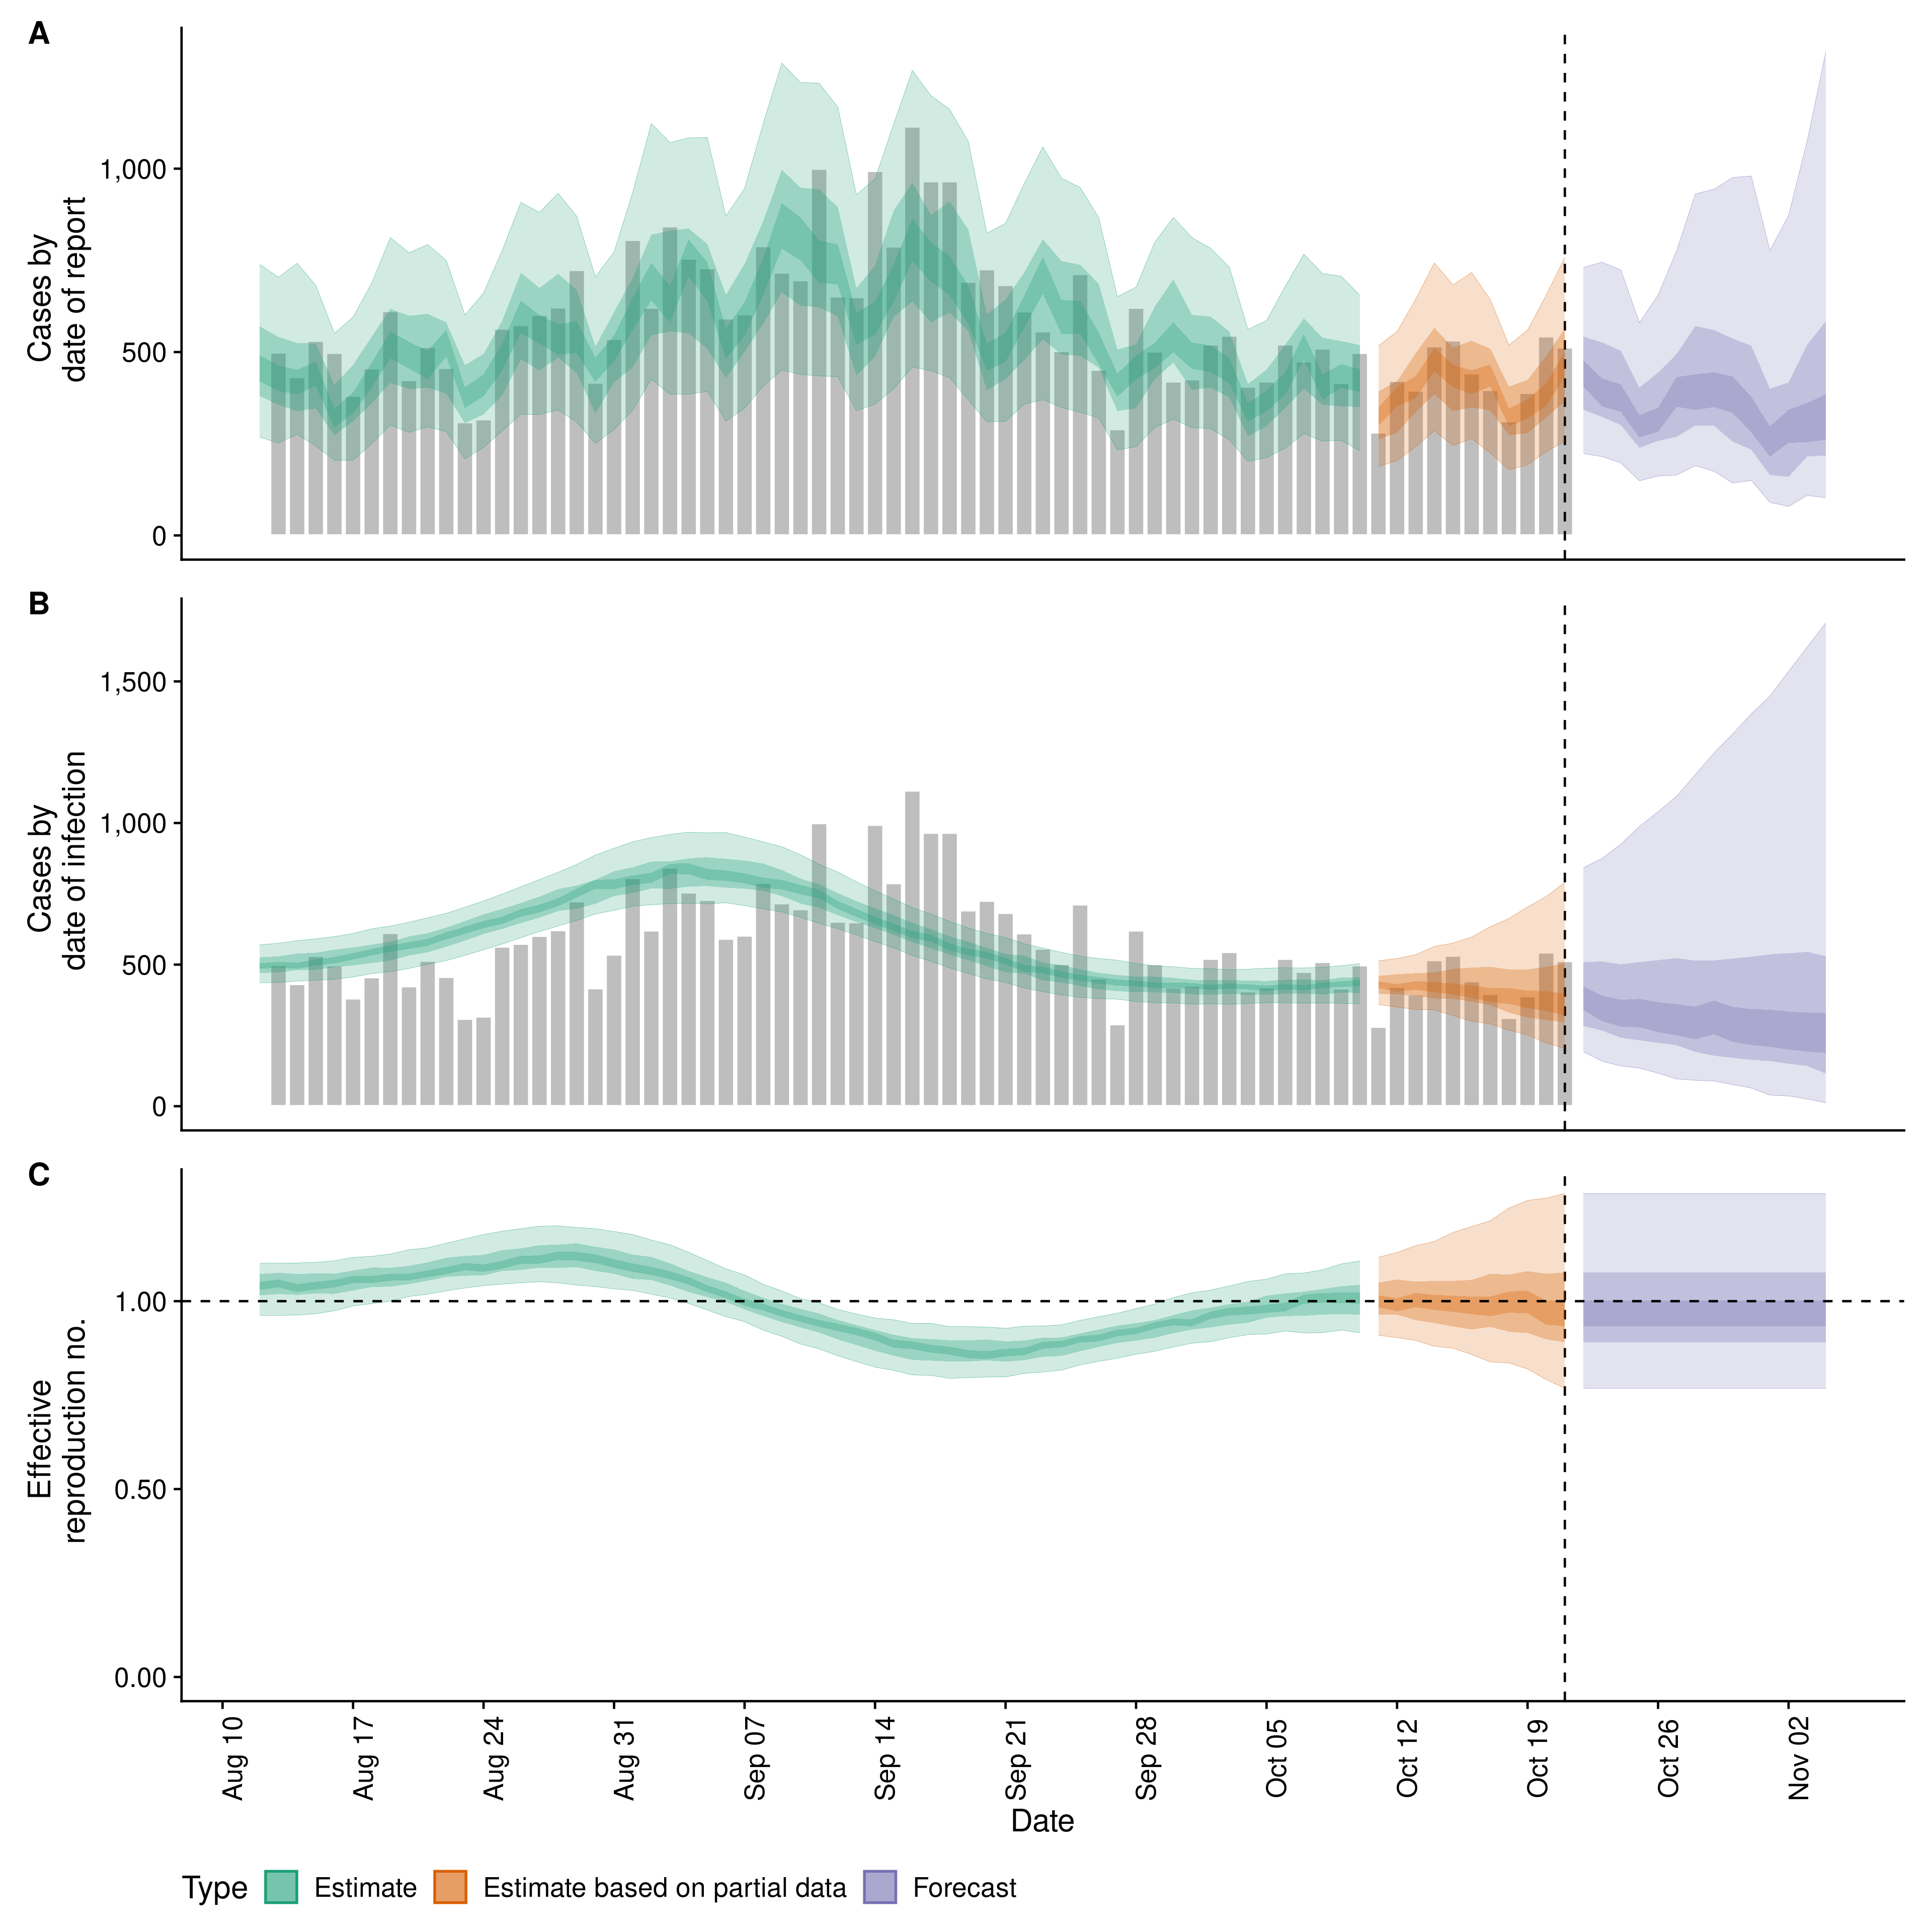 A
Cases by
date of report
1,000
500
0
B
Cases by
date of infection
1,500
1,000
500
0
C
Effective
reproduction no.
1.00
0.50
0.00
Aug 10
Aug 17
Aug 24
Aug 31
Sep 07
Sep 14
Sep 21
Sep 28
Oct 05
Oct 12
Oct 19
Oct 26
Nov 02
Date
Type Estimate Estimate based on partial data Forecast